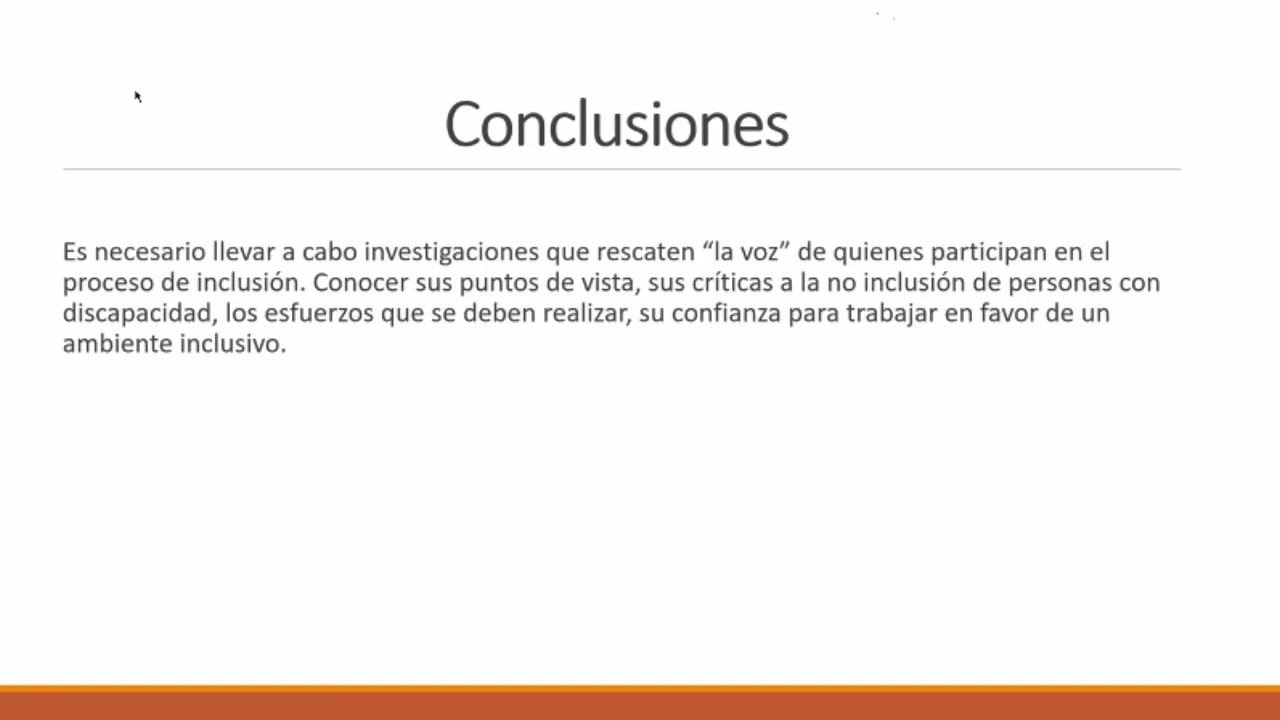 Conclusiones
Es necesario llevar a cabo investigaciones que rescaten “la voz” de quienes participan en el
proceso de inclusión. Conocer sus puntos de vista, sus críticas a la no inclusión de personas con
discapacidad, los esfuerzos que se deben realizar, su confianza para trabajar en favor de un
ambiente inclusivo.